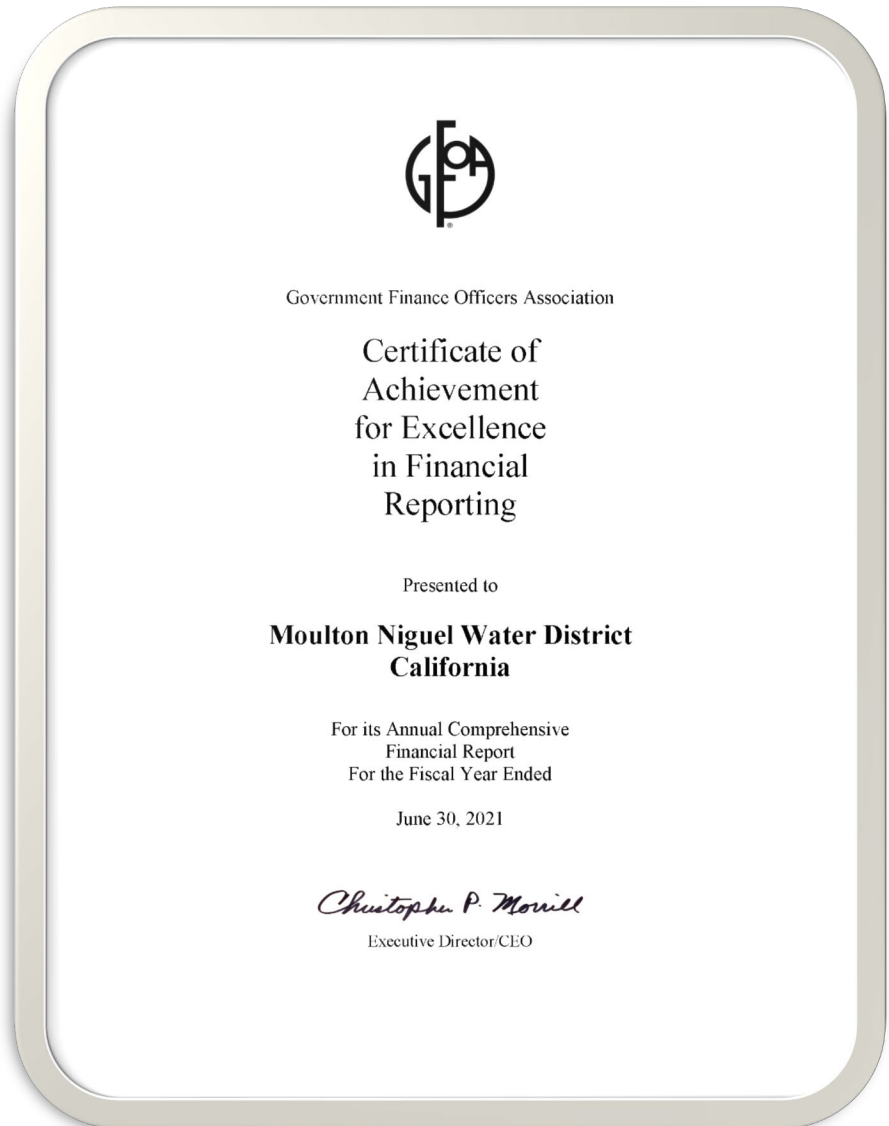 GFOA
®
Government Finance Officers Association
Certificate of
Achievement
for Excellence
in Financial
Reporting
Presented to
Moulton Niguel Water District
California
For its Annual Comprehensive
Financial Report
For the Fiscal Year Ended
June 30, 2021
Christopher P. Morrill
Executive Director/CEO